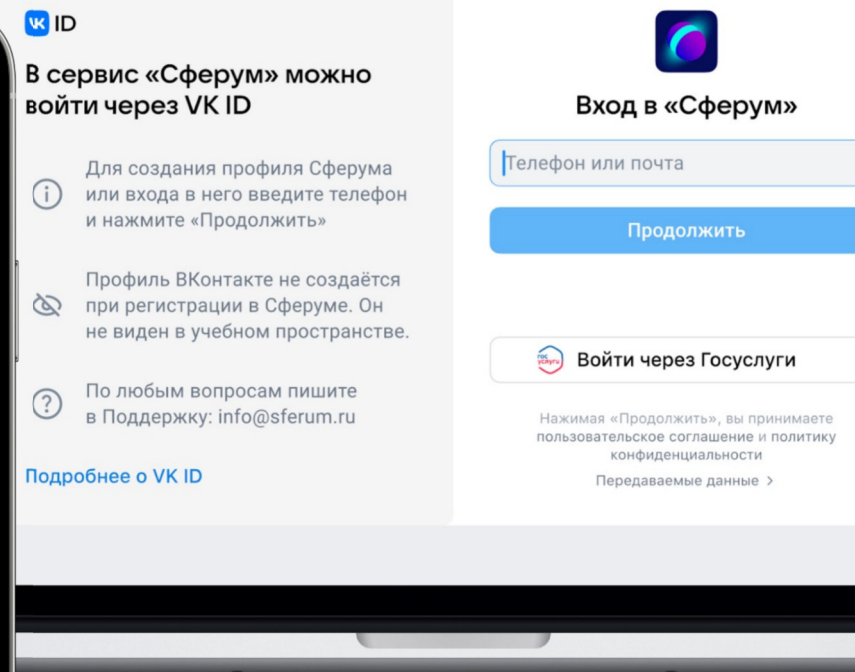 VK ID
В сервис «Сферум» можно
войти через VK ID
Для создания профиля Сферума
или входа в него введите телефон
и нажмите «Продолжить»
Профиль ВКонтакте не создаётся
при регистрации в Сферуме. Он
не виден в учебном пространстве.
По любым вопросам пишите
в Поддержку: info@sferum.ru
Подробнее о VK ID
Вход в «Сферум»
Телефон или почта
Продолжить
гос
услуги
Войти через Госуслуги
Нажимая «Продолжить», вы принимаете
пользовательское соглашение и политику
конфиденциальности
Передаваемые данные >